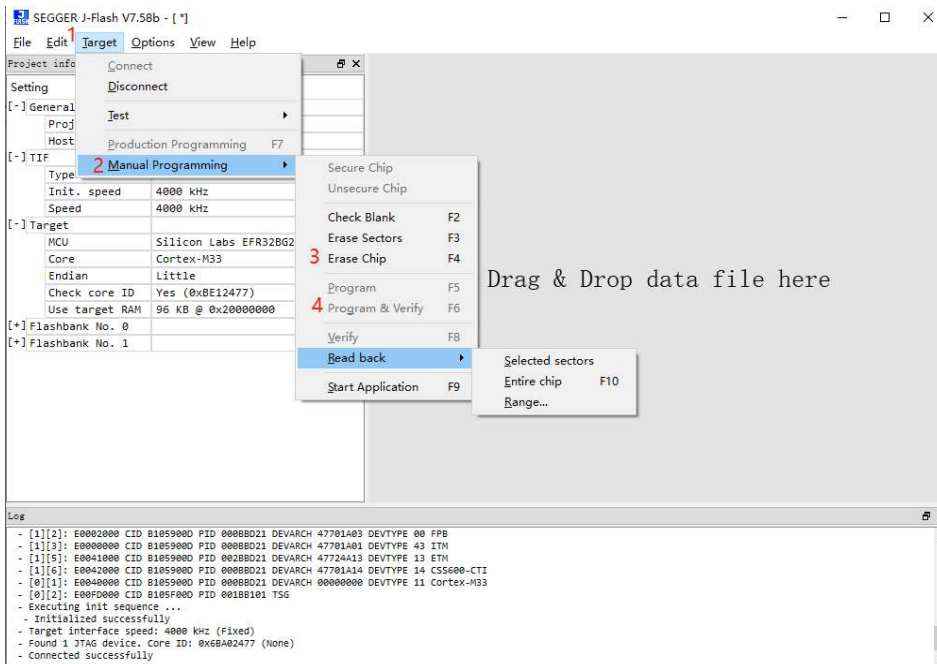 SEGGER J-Flash V7.58b - [ *]
File Edit 1 Target Options View Help
Project info
Setting
[-] General
Proj
Host
[-] TIF
Type
Init. speed 4000 kHz
Speed 4000 kHz
[-] Target
MCU Silicon Labs EFR32BG2
Core Cortex-M33
Endian Little
Check core ID Yes (0xBE12477)
Use target RAM 96 KB @ 0x20000000
[+] Flashbank No. 0
[+] Flashbank No. 1
Connect
Disconnect
Test
Production Programming F7
2 Manual Programming
Secure Chip
Unsecure Chip
Check Blank F2
Erase Sectors F3
3 Erase Chip F4
Program F5
4 Program & Verify F6
Verify F8
Read back
Start Application F9
Selected sectors
Entire chip F10
Range...
Drag & Drop data file here
Log
- [1][2]: E0002000 CID B105900D PID 000BBD21 DEVARCH 47701A03 DEVTYPE 00 FPB
- [1][3]: E0000000 CID B105900D PID 000BBD21 DEVARCH 47701A01 DEVTYPE 43 ITM
- [1][5]: E0041000 CID B105900D PID 002BBD21 DEVARCH 47724A13 DEVTYPE 13 ETM
- [1][6]: E0042000 CID B105900D PID 000BBD21 DEVARCH 47701A14 DEVTYPE 14 CSS600-CTI
- [0][1]: E0040000 CID B105900D PID 000BBD21 DEVARCH 00000000 DEVTYPE 11 Cortex-M33
- [0][2]: E00FD000 CID B105F00D PID 001BB101 TSG
- Executing init sequence ...
- Initialized successfully
- Target interface speed: 4000 kHz (Fixed)
- Found 1 JTAG device. Core ID: 0x6BA02477 (None)
- Connected successfully